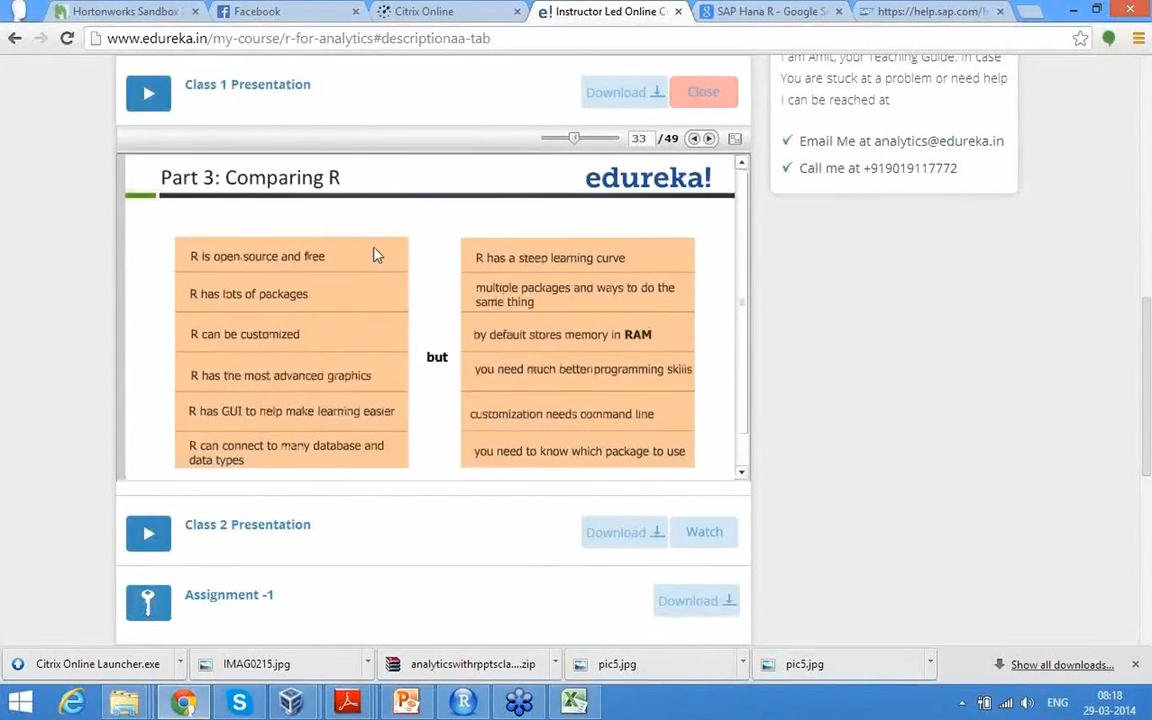 Hortonworks Sandbox
Facebook
Citrix Online
Instructor Led Online C
SAP Hana R - Google S
https://help.sap.com/h
www.edureka.in/my-course/r-for-analytics#descriptionaa-tab
Class 1 Presentation
Download
Close
33 /49
Part 3: Comparing R
edureka!
R is open source and free
R has lots of packages
R can be customized
R has the most advanced graphics
R has GUI to help make learning easier
R can connect to many database and
data types
but
R has a steep learning curve
multiple packages and ways to do the
same thing
by default stores memory in RAM
you need much better programming skills
customization needs command line
you need to know which package to use
Class 2 Presentation
Download
Watch
Assignment -1
Download
I am Amit, your Teaching Guide. In case
You are stuck at a problem or need help
I can be reached at
Email Me at analytics@edureka.in
Call me at +919019117772
Citrix Online Launcher.exe
IMAG0215.jpg
analyticswithrpptscla....zip
pic5.jpg
pic5.jpg
Show all downloads...
ENG
08:18
29-03-2014